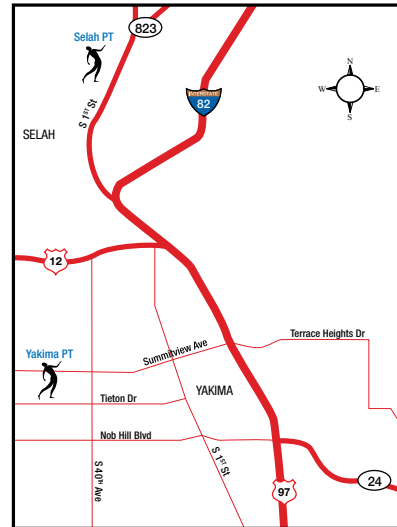 823
Selah PT
INTERSTATE
82
N
W E
S
S 1ST St
SELAH
12
Terrace Heights Dr
Summitview Ave
Yakima PT
YAKIMA
Tieton Dr
Nob Hill Blvd
S 1ST St
S 40TH Ave
24
97